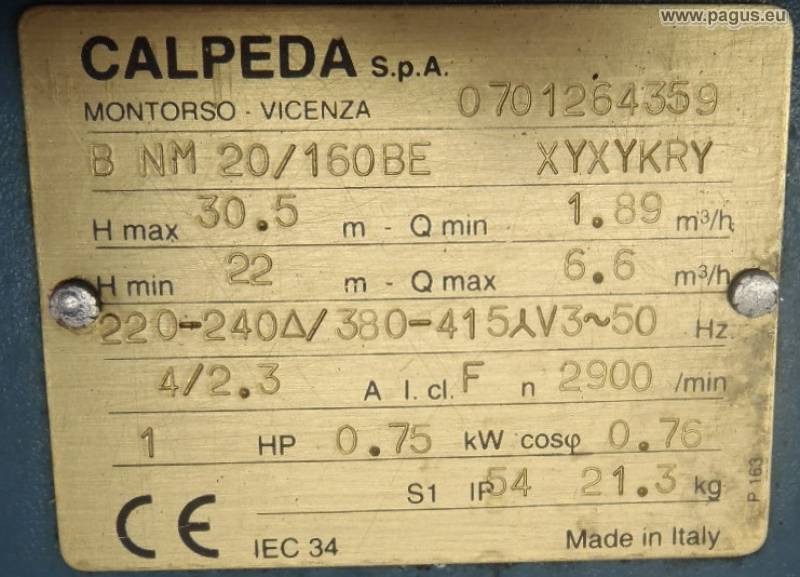 www.pagus.eu
CALPEDA S.p.A.
MONTORSO - VICENZA 0701264359
B NM 20/160BE XYXYKRY
H max 30.5 m - Q min 1.89 m³/h
H min 22 m - Q max 6.6 m³/h
220-240Δ/380-415⅄V3~50 Hz
4/2.3 A I. cl. F n 2900 /min
1 HP 0.75 kW cosφ 0.76
S1 IP54 21.3 kg
P 163
CE IEC 34 Made in Italy